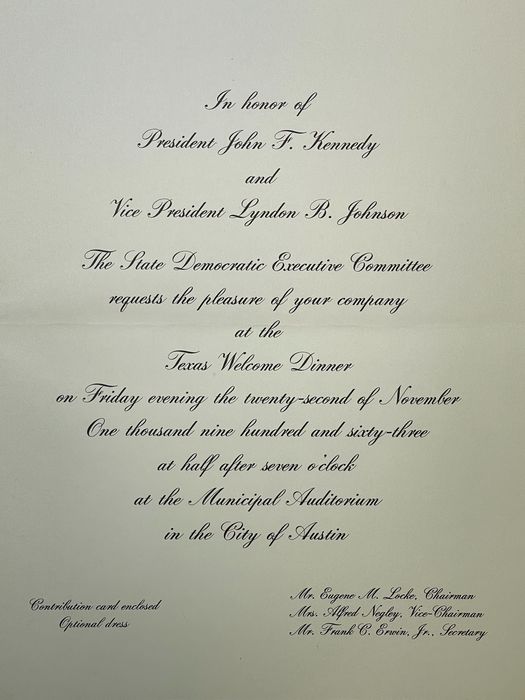 In honor of
President John F. Kennedy
and
Vice President Lyndon B. Johnson
The State Democratic Executive Committee
requests the pleasure of your company
at the
Texas Welcome Dinner
on Friday evening the twenty-second of November
One thousand nine hundred and sixty-three
at half after seven o'clock
at the Municipal Auditorium
in the City of Austin
Contribution card enclosed
Optional dress
Mr. Eugene M. Locke, Chairman
Mrs. Alfred Negley, Vice-Chairman
Mr. Frank C. Erwin, Jr., Secretary